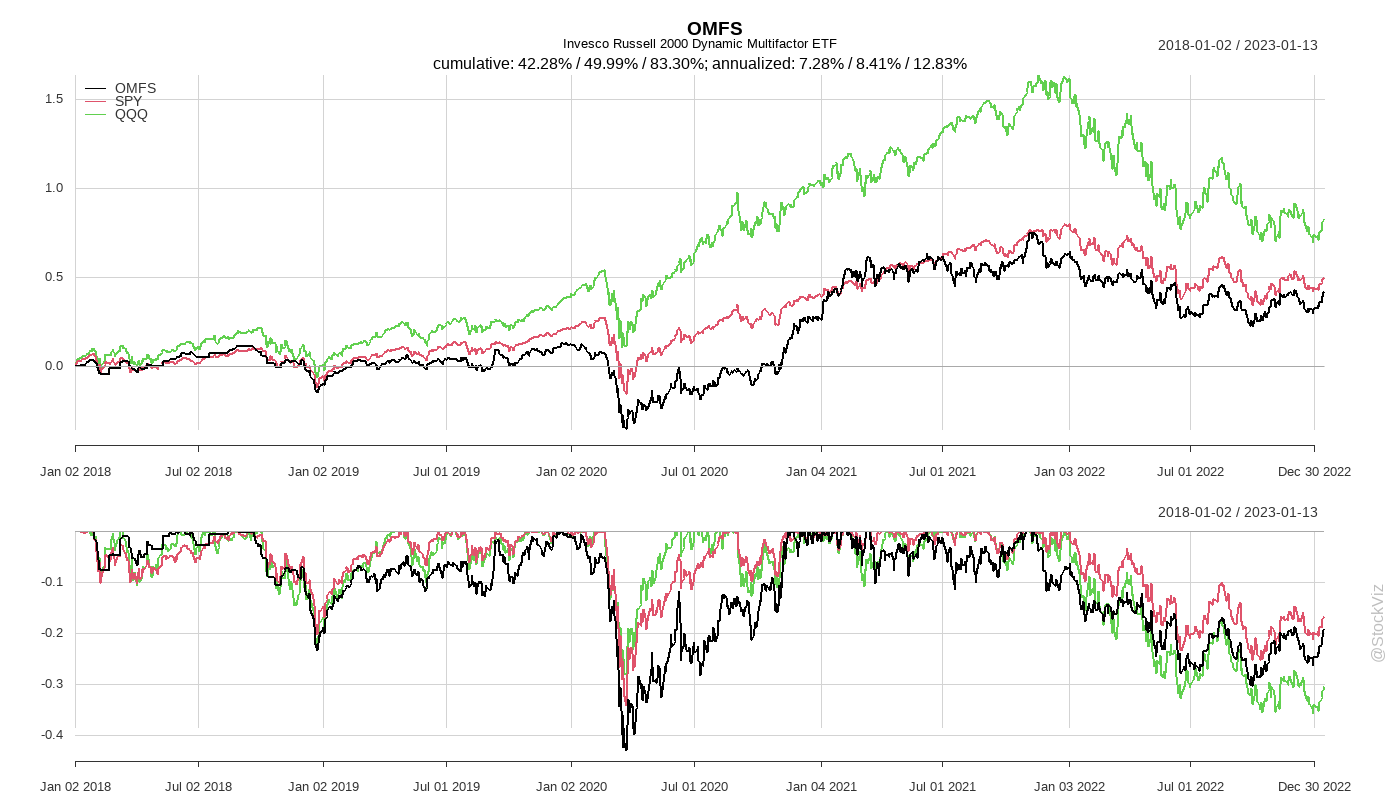 OMFS
Invesco Russell 2000 Dynamic Multifactor ETF
2018-01-02 / 2023-01-13
cumulative: 42.28% / 49.99% / 83.30%; annualized: 7.28% / 8.41% / 12.83%
OMFS
SPY
QQQ
1.5
1.0
0.5
0.0
Jan 02 2018 Jul 02 2018 Jan 02 2019 Jul 01 2019 Jan 02 2020 Jul 01 2020 Jan 04 2021 Jul 01 2021 Jan 03 2022 Jul 01 2022 Dec 30 2022
2018-01-02 / 2023-01-13
-0.1
-0.2
-0.3
-0.4
Jan 02 2018 Jul 02 2018 Jan 02 2019 Jul 01 2019 Jan 02 2020 Jul 01 2020 Jan 04 2021 Jul 01 2021 Jan 03 2022 Jul 01 2022 Dec 30 2022
@StockViz